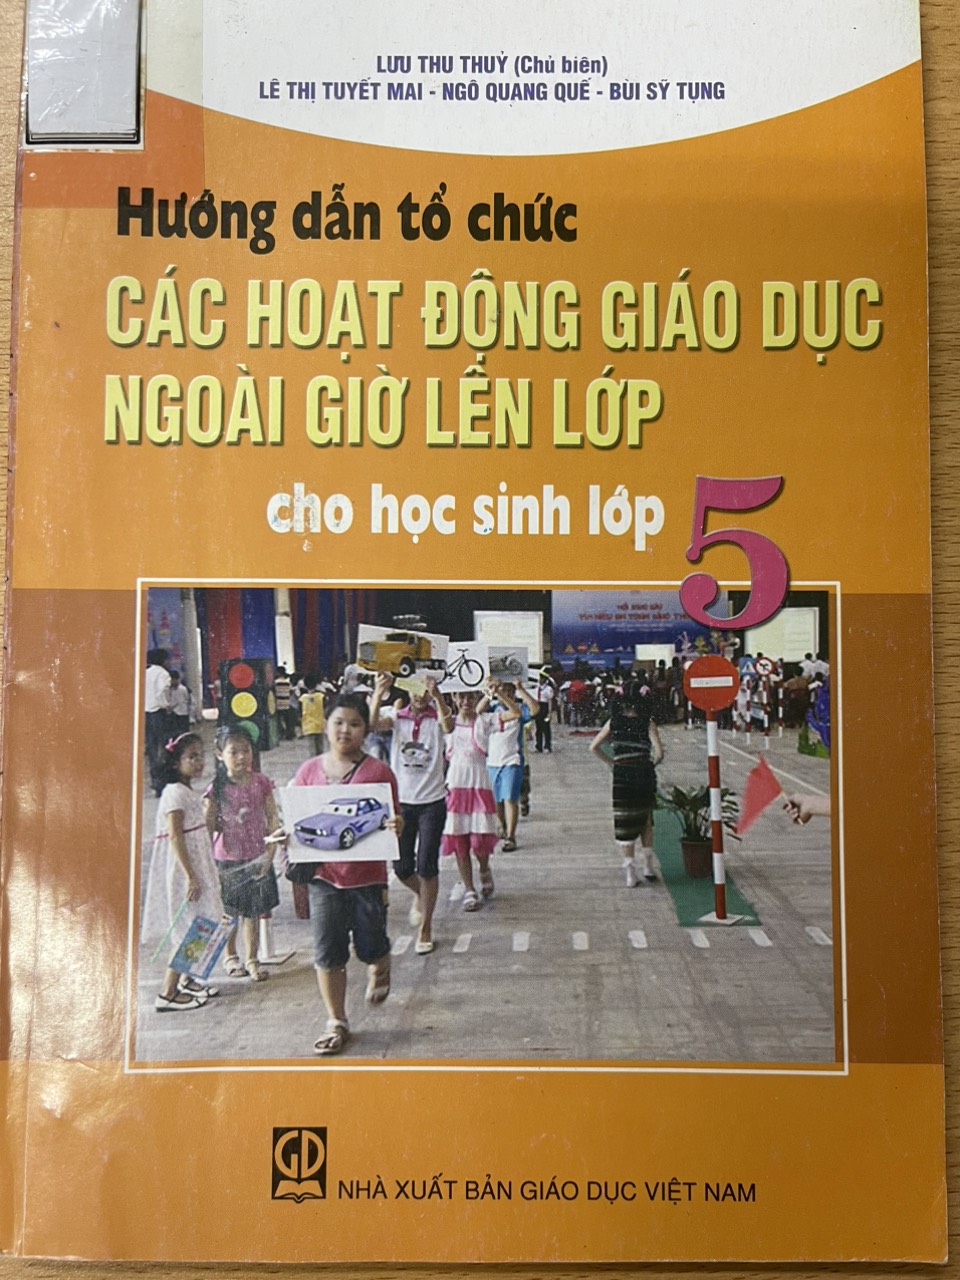 LƯU THU THUỶ (Chủ biên)
LÊ THỊ TUYẾT MAI - NGÔ QUANG QUẾ - BÙI SỸ TỤNG
Hướng dẫn tổ chức
CÁC HOẠT ĐỘNG GIÁO DỤC
NGOÀI GIỜ LÊN LỚP
cho học sinh lớp 5
GD
NHÀ XUẤT BẢN GIÁO DỤC VIỆT NAM